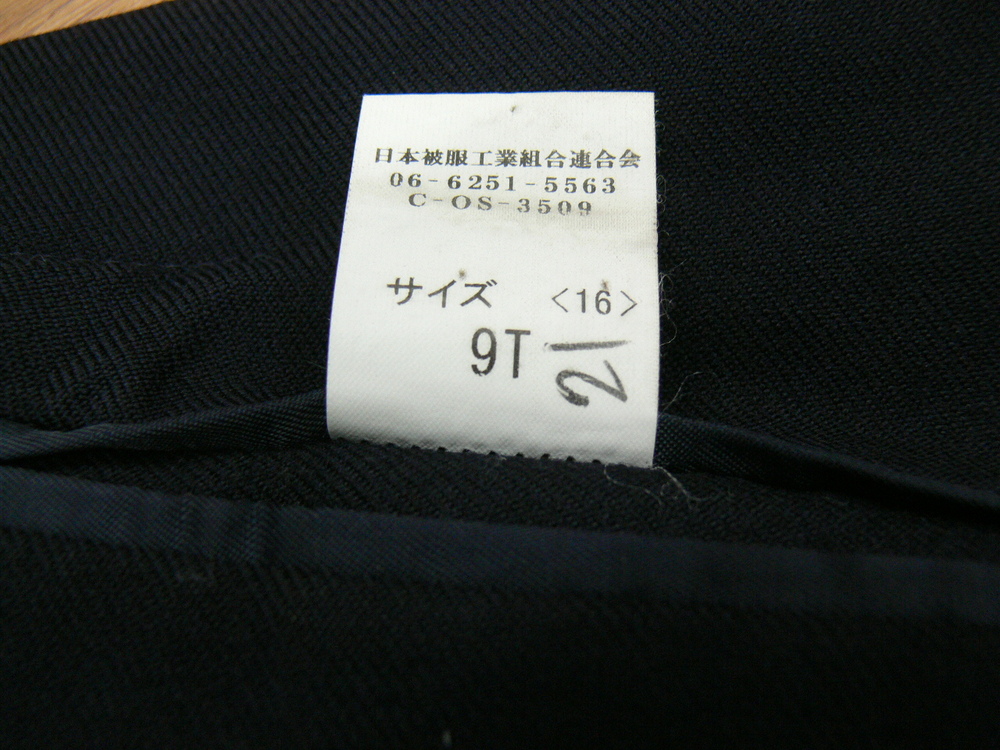 日本被服工業組合連合会
06-6251-5563
C-OS-3509
サイズ <16>
9T
21